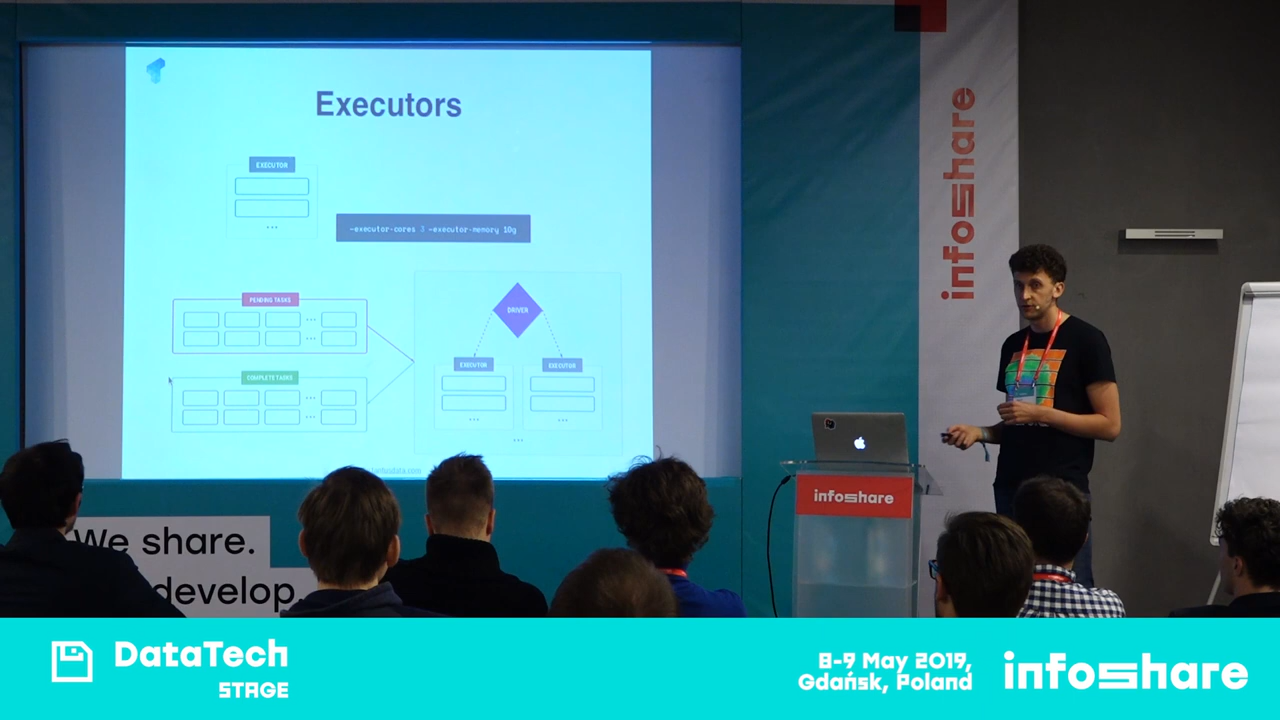 Executors
EXECUTOR
...
-executor-cores 3 -executor-memory 10g
PENDING TASKS
...
...
COMPLETE TASKS
...
...
DRIVER
EXECUTOR
EXECUTOR
...
...
...
infoshare
infoshare
We share.
develop.
DataTech
STAGE
8-9 May 2019,
Gdańsk, Poland
infoshare